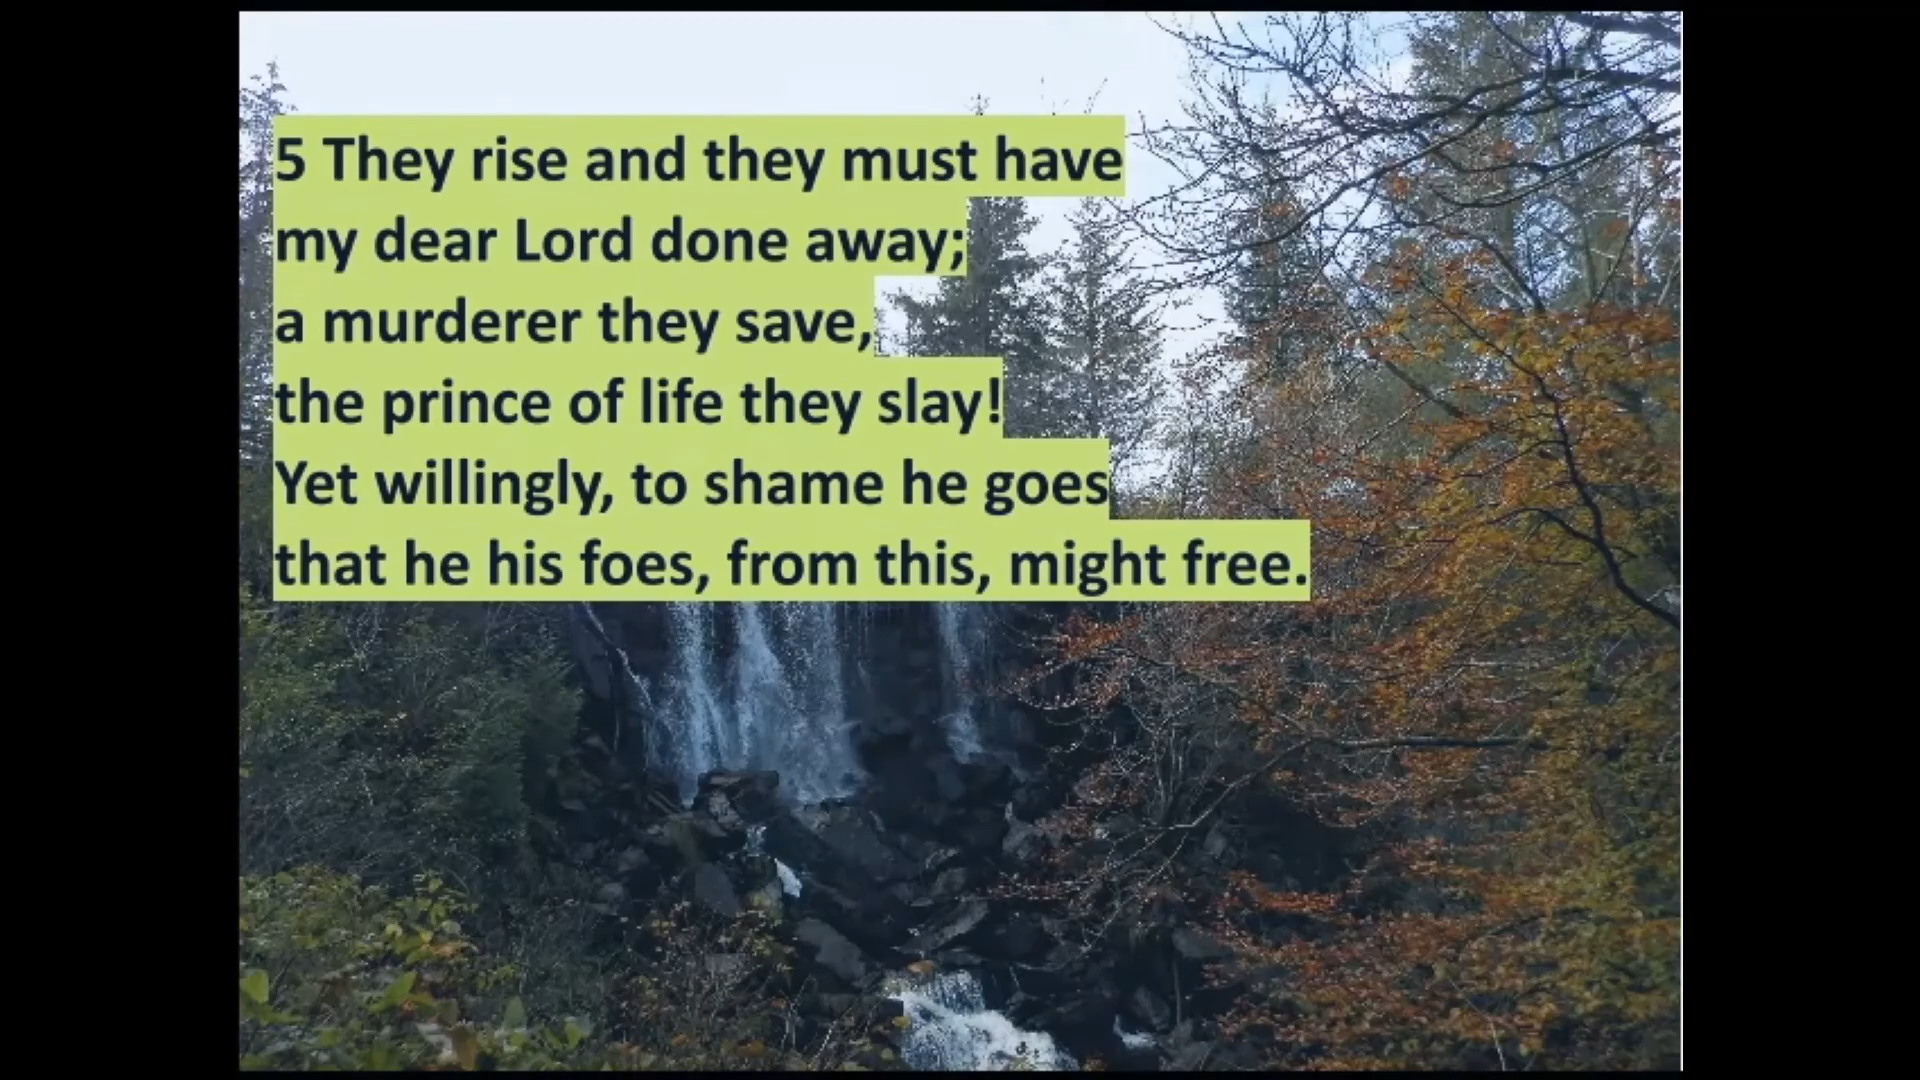 5 They rise and they must have
my dear Lord done away;
a murderer they save,
the prince of life they slay!
Yet willingly, to shame he goes
that he his foes, from this, might free.